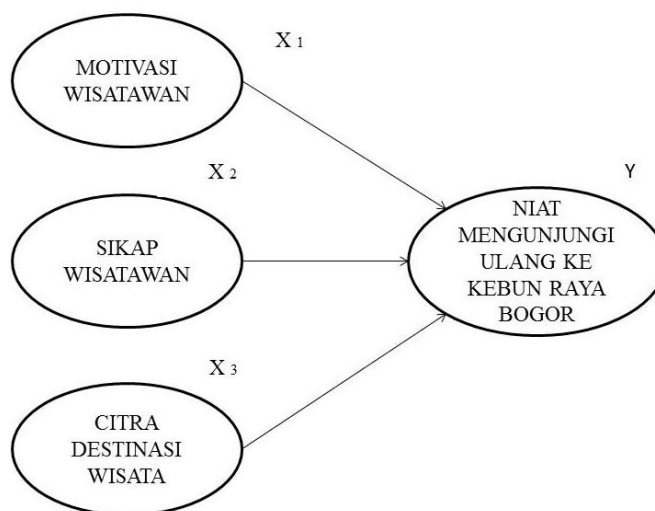 X 1
MOTIVASI
WISATAWAN
X 2
SIKAP
WISATAWAN
X 3
CITRA
DESTINASI
WISATA
Y
NIAT
MENGUNJUNGI
ULANG KE
KEBUN RAYA
BOGOR